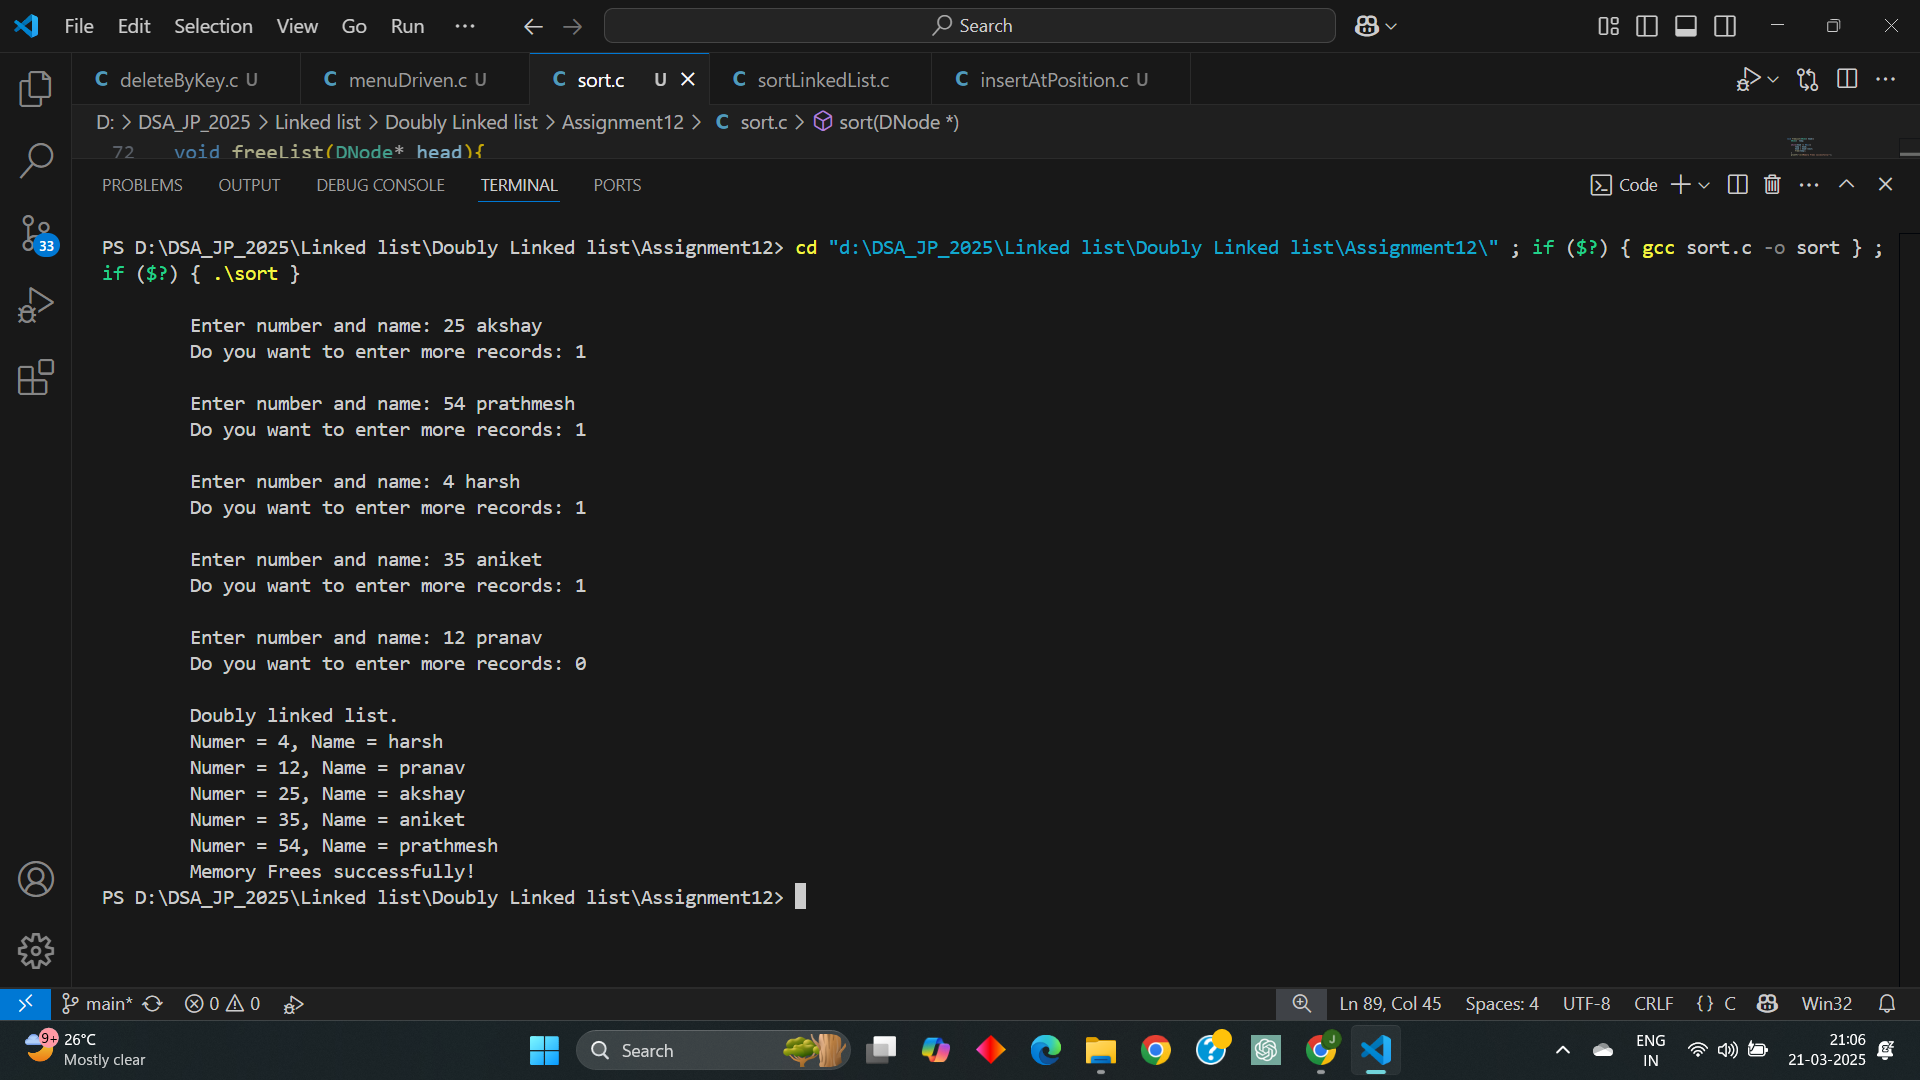 File Edit Selection View Go Run ··· Search
C deleteByKey.c U C menuDriven.c U C sort.c U C sortLinkedList.c C insertAtPosition.c U
D: > DSA_JP_2025 > Linked list > Doubly Linked list > Assignment12 > C sort.c > sort(DNode *)
72 void freeList(DNode* head){
PROBLEMS OUTPUT DEBUG CONSOLE TERMINAL PORTS Code
PS D:\DSA_JP_2025\Linked list\Doubly Linked list\Assignment12> cd "d:\DSA_JP_2025\Linked list\Doubly Linked list\Assignment12\" ; if ($?) { gcc sort.c -o sort } ;
if ($?) { .\sort }
Enter number and name: 25 akshay
Do you want to enter more records: 1
Enter number and name: 54 prathmesh
Do you want to enter more records: 1
Enter number and name: 4 harsh
Do you want to enter more records: 1
Enter number and name: 35 aniket
Do you want to enter more records: 1
Enter number and name: 12 pranav
Do you want to enter more records: 0
Doubly linked list.
Numer = 4, Name = harsh
Numer = 12, Name = pranav
Numer = 25, Name = akshay
Numer = 35, Name = aniket
Numer = 54, Name = prathmesh
Memory Frees successfully!
PS D:\DSA_JP_2025\Linked list\Doubly Linked list\Assignment12>
33
main* 0 0 Ln 89, Col 45 Spaces: 4 UTF-8 CRLF {} C Win32
9+ 26°C Search J ENG 21:06
Mostly clear IN 21-03-2025